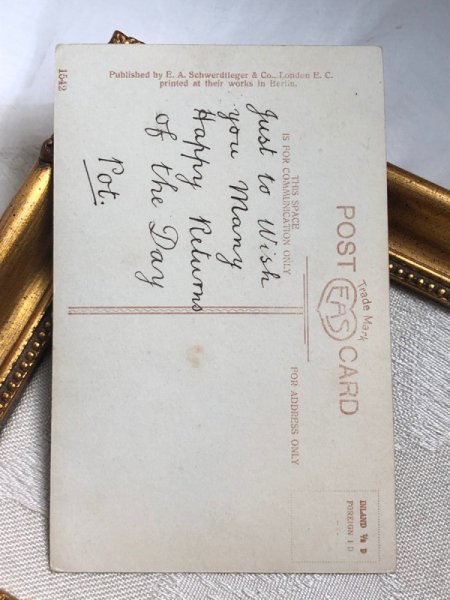 1542
Published by E. A. Schwerdtfeger & Co., London E. C.
printed at their works in Berlin.
POST CARD
Trade Mark
EAS
THIS SPACE
IS FOR COMMUNICATION ONLY
FOR ADDRESS ONLY
INLAND ½ D
FOREIGN 1 D
Just to Wish
you Many
Happy Returns
of the Day
Pot.